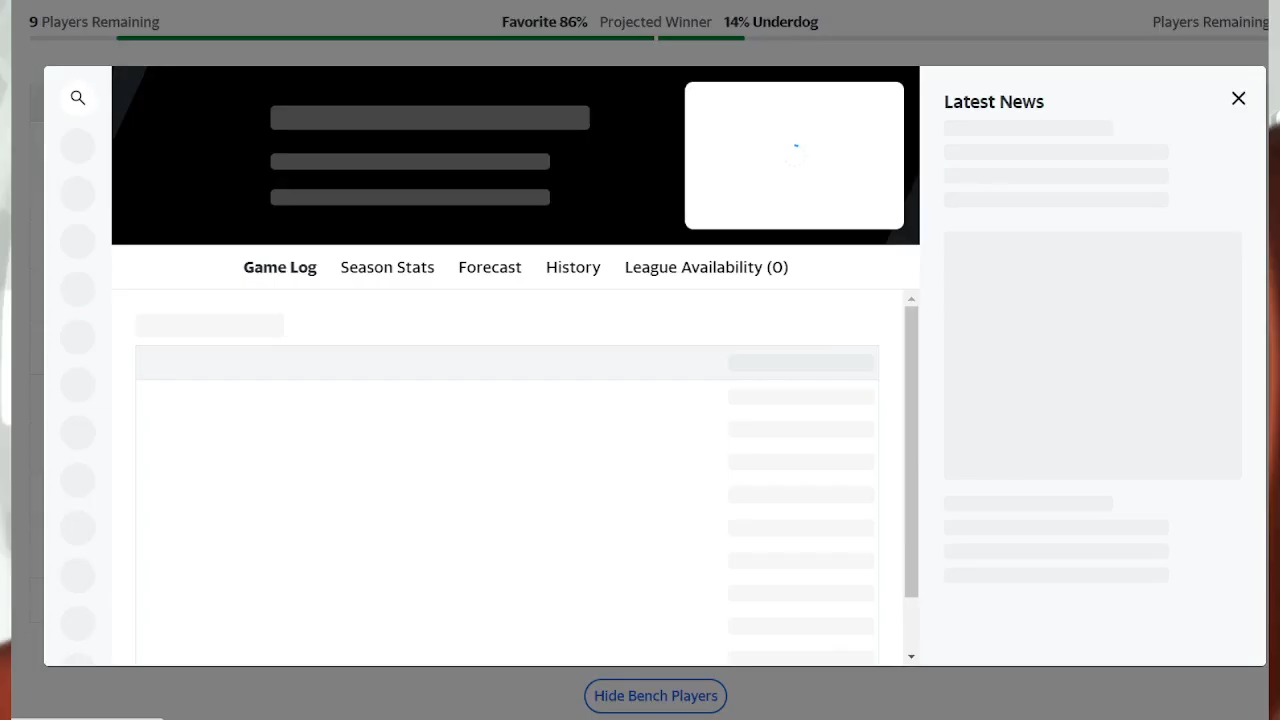 9 Players Remaining
Favorite 86% Projected Winner 14% Underdog
Players Remaining
Latest News
Game Log Season Stats Forecast History League Availability (0)
Hide Bench Players